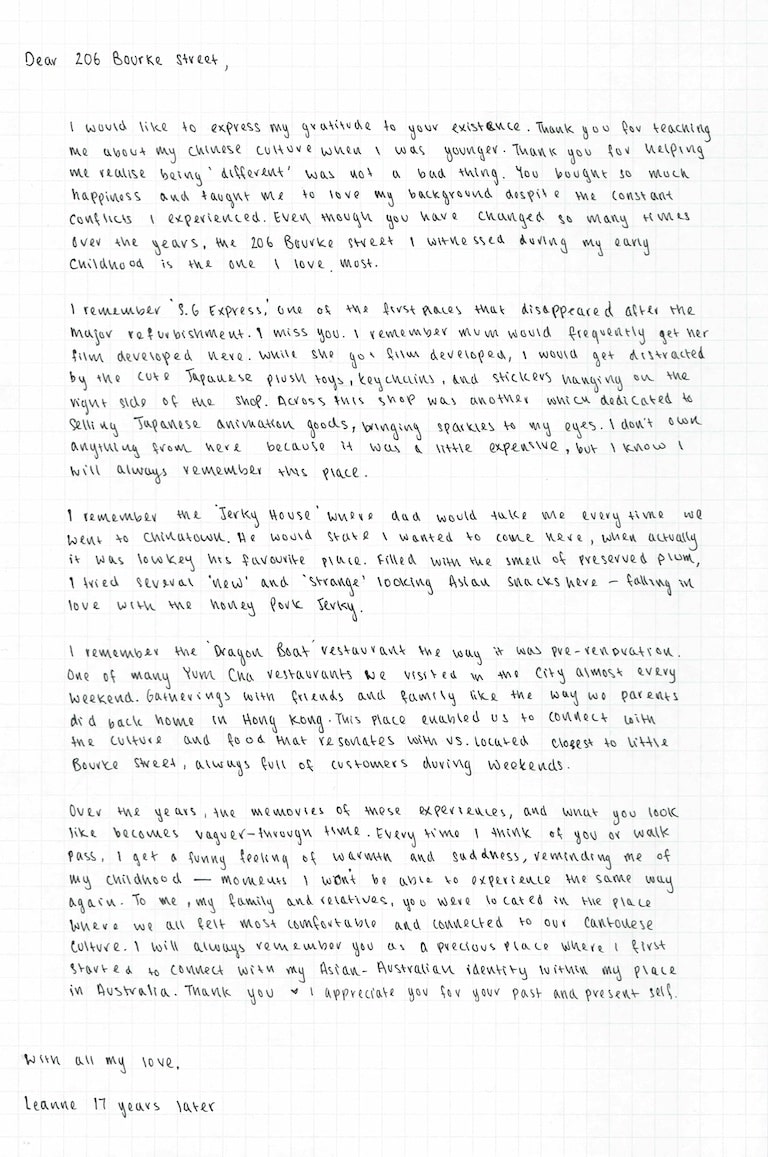 Dear 206 Bourke Street,
I would like to express my gratitude to your existence. Thank you for teaching
me about my Chinese culture when I was younger. Thank you for helping
me realise being 'different' was not a bad thing. You bought so much
happiness and taught me to love my background despite the constant
conflicts I experienced. Even though you have changed so many times
over the years, the 206 Bourke Street I witnessed during my early
childhood is the one I love most.
I remember 'S.G Express,' one of the first places that disappeared after the
major refurbishment. I miss you. I remember mum would frequently get her
film developed here. While she got film developed, I would get distracted
by the cute Japanese plush toys, keychains, and stickers hanging on the
right side of the shop. Across this shop was another which dedicated to
selling Japanese animation goods, bringing sparkles to my eyes. I don't own
anything from here because it was a little expensive, but I know I
will always remember this place.
I remember the 'Jerky House' where dad would take me every time we
went to Chinatown. He would state I wanted to come here, when actually
it was lowkey his favourite place. Filled with the smell of preserved plum,
I tried several 'new' and 'strange' looking Asian snacks here – falling in
love with the honey pork jerky.
I remember the 'Dragon Boat' restaurant the way it was pre-renovation.
One of many Yum Cha restaurants we visited in the City almost every
weekend. Gatherings with friends and family like the way wo parents
did back home in Hong Kong. This place enabled us to connect with
the culture and food that resonates with us. Located closest to little
Bourke Street, always full of customers during weekends.
Over the years, the memories of these experiences, and what you look
like becomes vaguer-through time. Every time I think of you or walk
pass, I get a funny feeling of warmth and saddness, reminding me of
my childhood — moments I won't be able to experience the same way
again. To me, my family and relatives, you were located in the place
where we all felt most comfortable and connected to our Cantonese
culture. I will always remember you as a precious place where I first
started to connect with my Asian-Australian identity within my place
in Australia. Thank you ♥ I appreciate you for your past and present self.
With all my love,
Leanne 17 years later